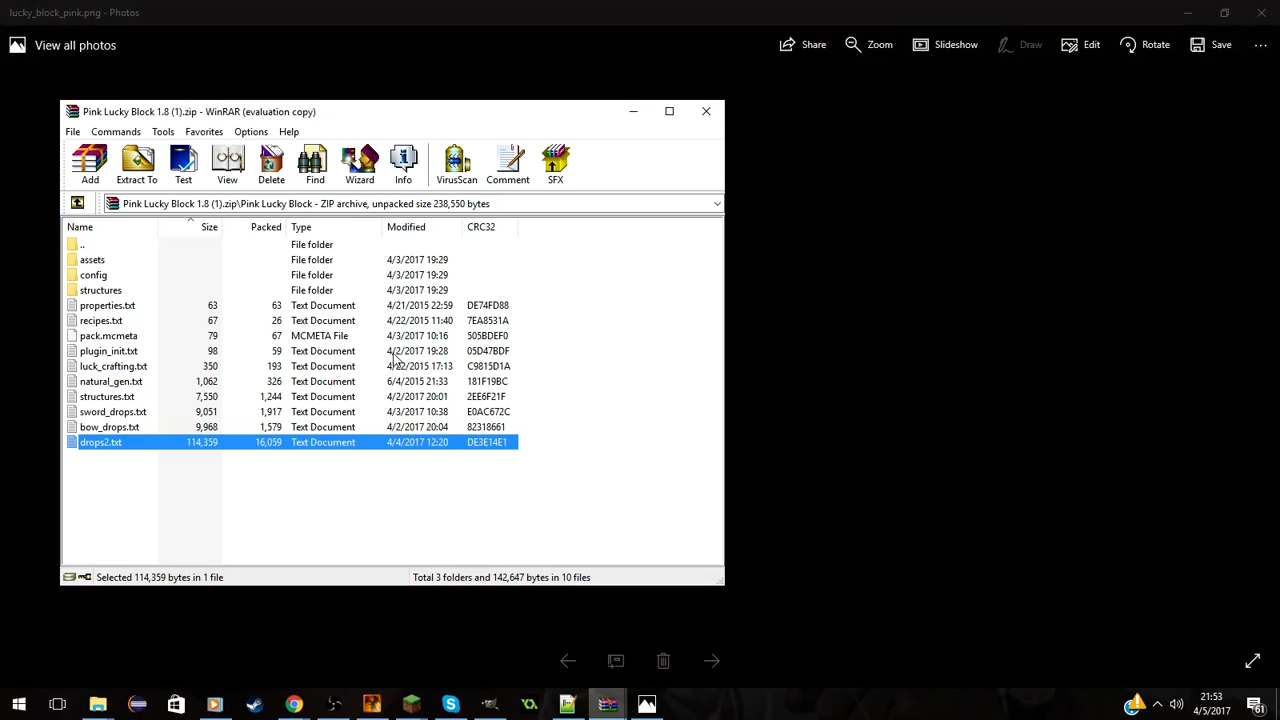 lucky_block_pink.png - Photos
View all photos
Share Zoom Slideshow Draw Edit Rotate Save
Pink Lucky Block 1.8 (1).zip - WinRAR (evaluation copy)
File Commands Tools Favorites Options Help
Add Extract To Test View Delete Find Wizard Info VirusScan Comment SFX
Pink Lucky Block 1.8 (1).zip\Pink Lucky Block - ZIP archive, unpacked size 238,550 bytes
Name Size Packed Type Modified CRC32
.. File folder
assets File folder 4/3/2017 19:29
config File folder 4/3/2017 19:29
structures File folder 4/3/2017 19:29
properties.txt 63 63 Text Document 4/21/2015 22:59 DE74FD88
recipes.txt 67 26 Text Document 4/22/2015 11:40 7EA8531A
pack.mcmeta 79 67 MCMETA File 4/3/2017 10:16 505BDEF0
plugin_init.txt 98 59 Text Document 4/2/2017 19:28 05D47BDF
luck_crafting.txt 350 193 Text Document 4/22/2015 17:13 C9815D1A
natural_gen.txt 1,062 326 Text Document 6/4/2015 21:33 181F19BC
structures.txt 7,550 1,244 Text Document 4/2/2017 20:01 2EE6F21F
sword_drops.txt 9,051 1,917 Text Document 4/3/2017 10:38 E0AC672C
bow_drops.txt 9,968 1,579 Text Document 4/2/2017 20:04 82318661
drops2.txt 114,359 16,059 Text Document 4/4/2017 12:20 DE3E14E1
Selected 114,359 bytes in 1 file Total 3 folders and 142,647 bytes in 10 files
21:53
4/5/2017